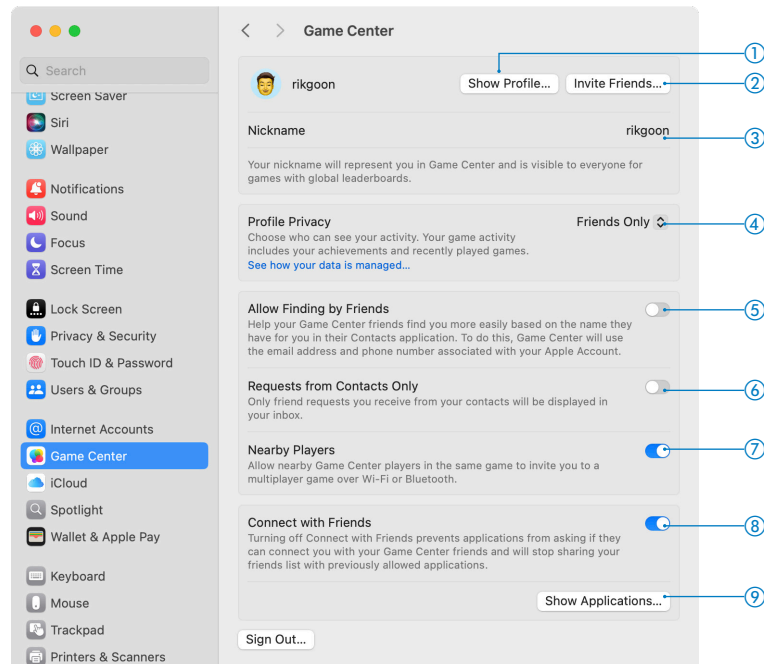 Game Center
Search
Screen Saver
Siri
Wallpaper
Notifications
Sound
Focus
Screen Time
Lock Screen
Privacy & Security
Touch ID & Password
Users & Groups
Internet Accounts
Game Center
iCloud
Spotlight
Wallet & Apple Pay
Keyboard
Mouse
Trackpad
Printers & Scanners
rikgoon
Show Profile...
Invite Friends...
Nickname
rikgoon
Your nickname will represent you in Game Center and is visible to everyone for
games with global leaderboards.
Profile Privacy
Friends Only
Choose who can see your activity. Your game activity
includes your achievements and recently played games.
See how your data is managed...
Allow Finding by Friends
Help your Game Center friends find you more easily based on the name they
have for you in their Contacts application. To do this, Game Center will use
the email address and phone number associated with your Apple Account.
Requests from Contacts Only
Only friend requests you receive from your contacts will be displayed in
your inbox.
Nearby Players
Allow nearby Game Center players in the same game to invite you to a
multiplayer game over Wi-Fi or Bluetooth.
Connect with Friends
Turning off Connect with Friends prevents applications from asking if they
can connect you with your Game Center friends and will stop sharing your
friends list with previously allowed applications.
Show Applications...
Sign Out...
1
2
3
4
5
6
7
8
9